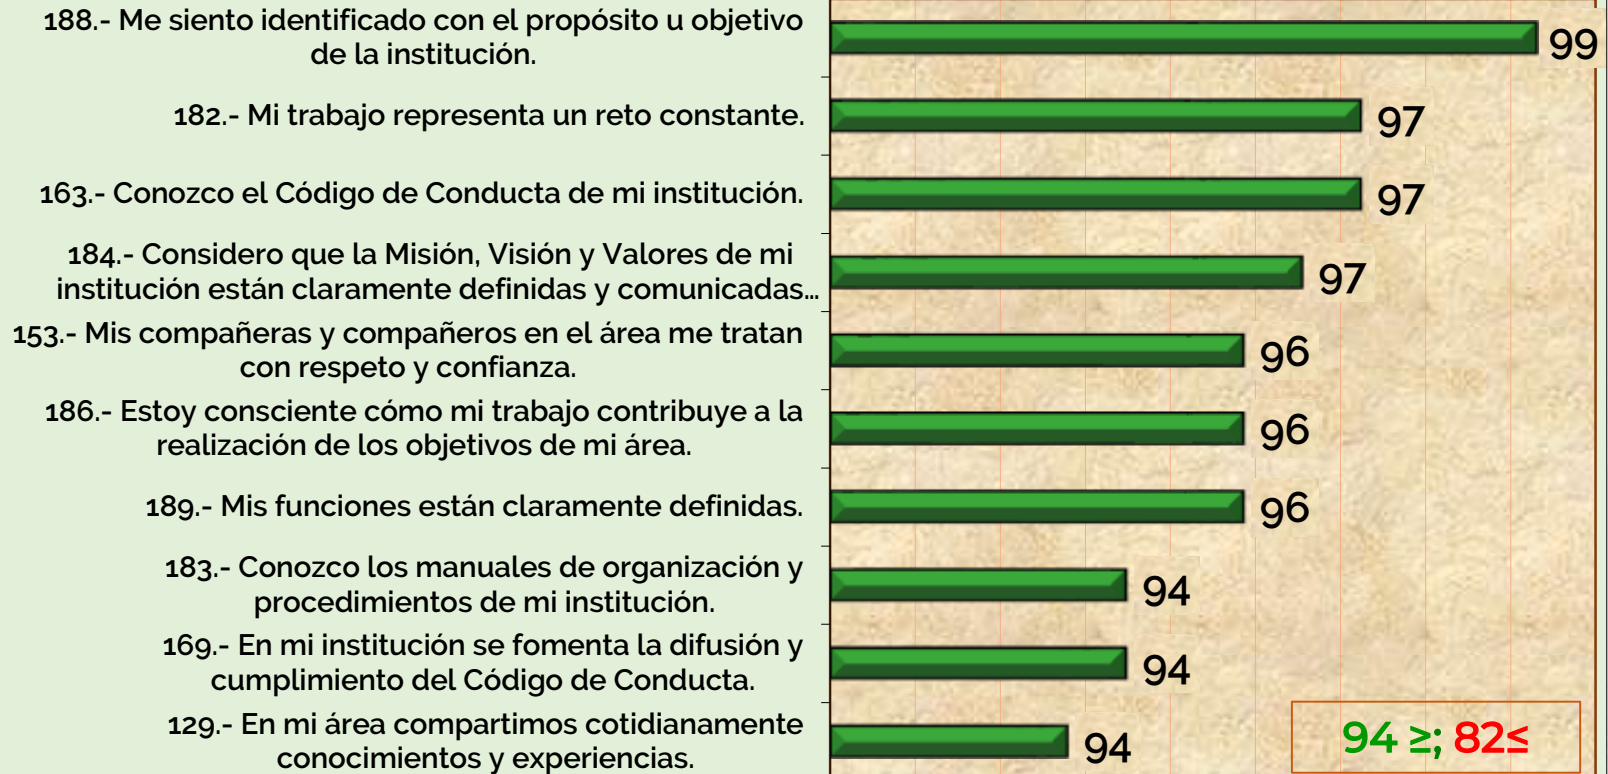 188.- Me siento identificado con el propósito u objetivo
de la institución.
99
182.- Mi trabajo representa un reto constante.
97
163.- Conozco el Código de Conducta de mi institución.
97
184.- Considero que la Misión, Visión y Valores de mi
institución están claramente definidas y comunicadas...
97
153.- Mis compañeras y compañeros en el área me tratan
con respeto y confianza.
96
186.- Estoy consciente cómo mi trabajo contribuye a la
realización de los objetivos de mi área.
96
189.- Mis funciones están claramente definidas.
96
183.- Conozco los manuales de organización y
procedimientos de mi institución.
94
169.- En mi institución se fomenta la difusión y
cumplimiento del Código de Conducta.
94
129.- En mi área compartimos cotidianamente
conocimientos y experiencias.
94
94 ≥; 82≤